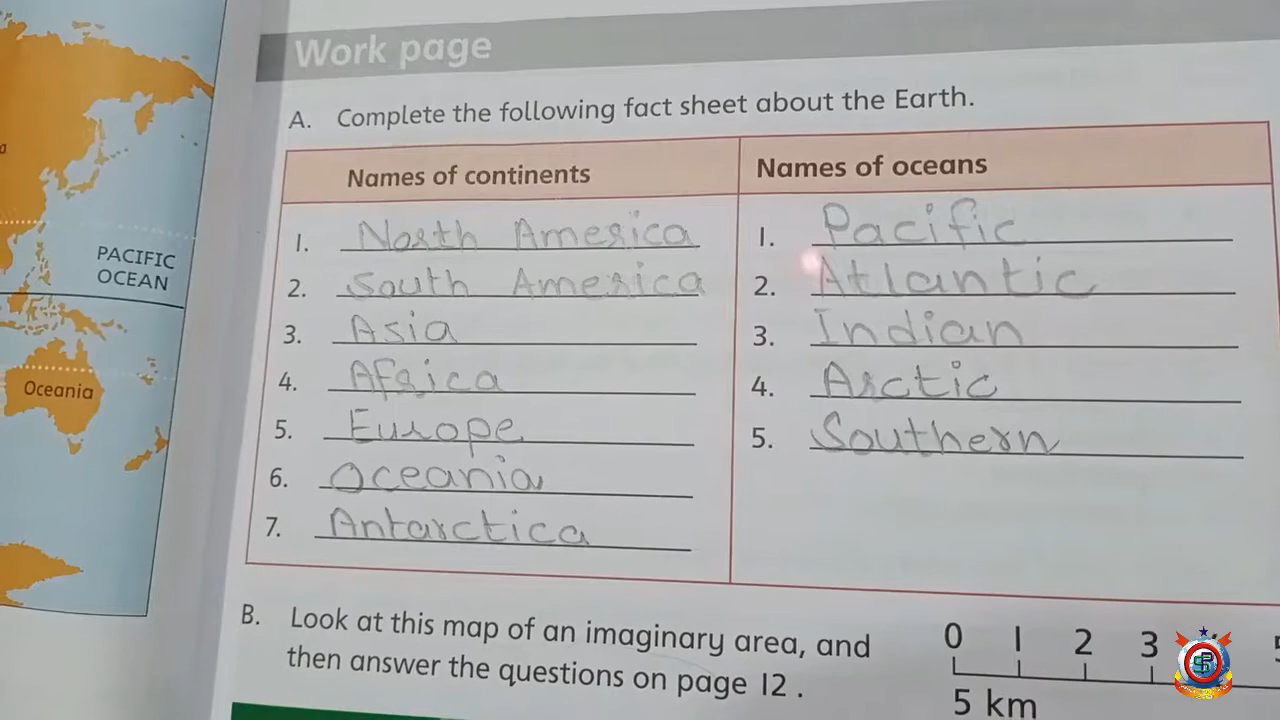 Work page
A. Complete the following fact sheet about the Earth.
Names of continents
1. North America
2. South America
3. Asia
4. Africa
5. Europe
6. Oceania
7. Antarctica
Names of oceans
1. Pacific
2. Atlantic
3. Indian
4. Arctic
5. Southern
PACIFIC
OCEAN
Oceania
B. Look at this map of an imaginary area, and
then answer the questions on page 12 .
0 1 2 3
5 km